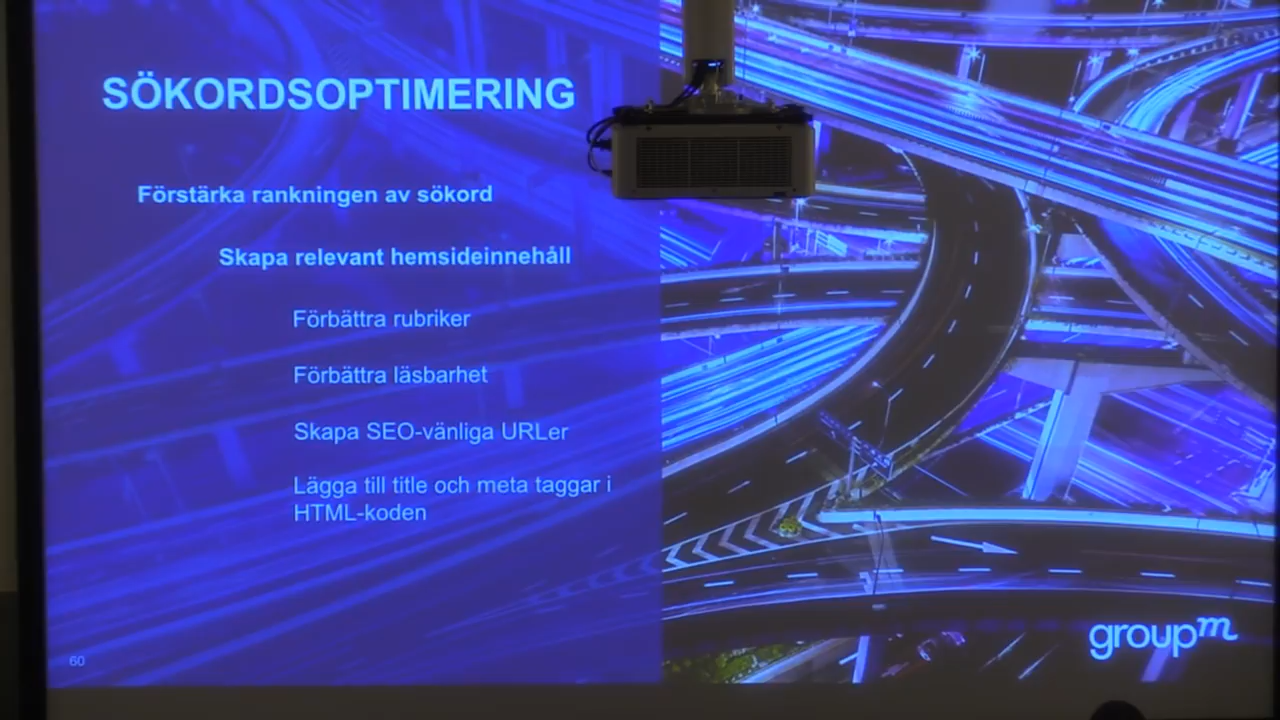 SÖKORDSOPTIMERING
Förstärka rankningen av sökord
Skapa relevant hemsideinnehåll
Förbättra rubriker
Förbättra läsbarhet
Skapa SEO-vänliga URLer
Lägga till title och meta taggar i
HTML-koden
groupm
60